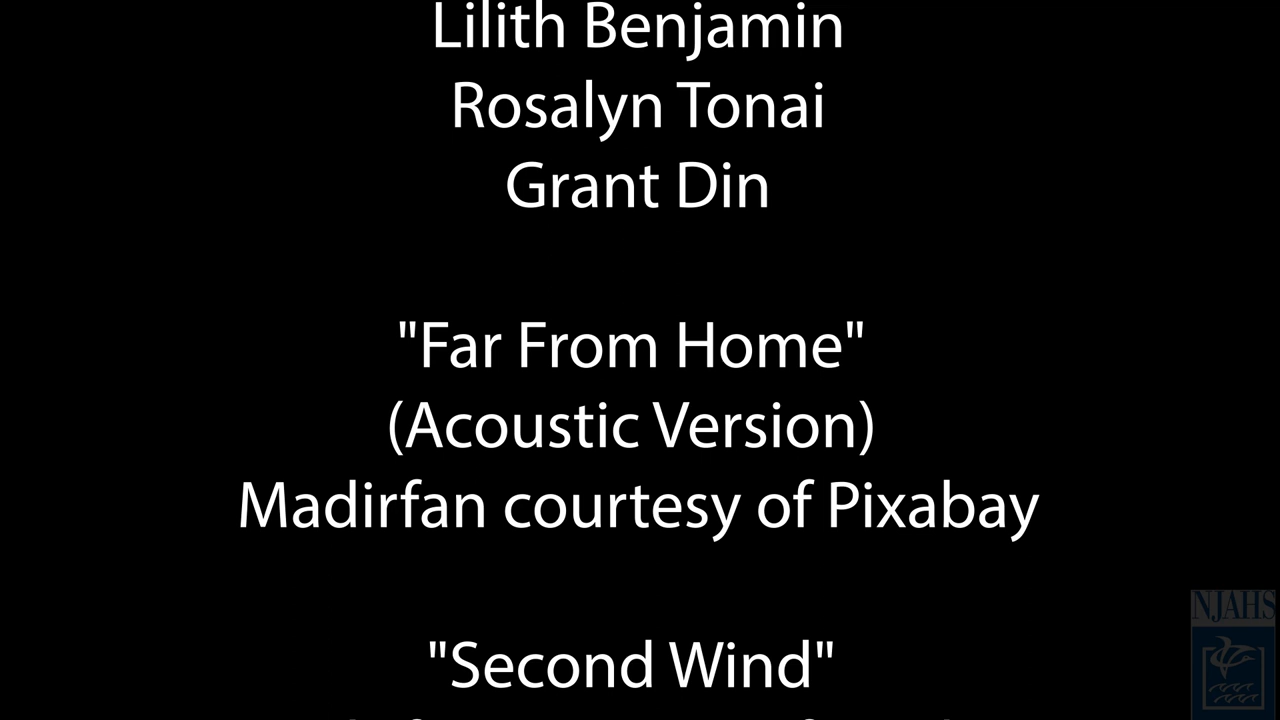 Lilith Benjamin
Rosalyn Tonai
Grant Din
"Far From Home"
(Acoustic Version)
Madirfan courtesy of Pixabay
NJAHS
"Second Wind"